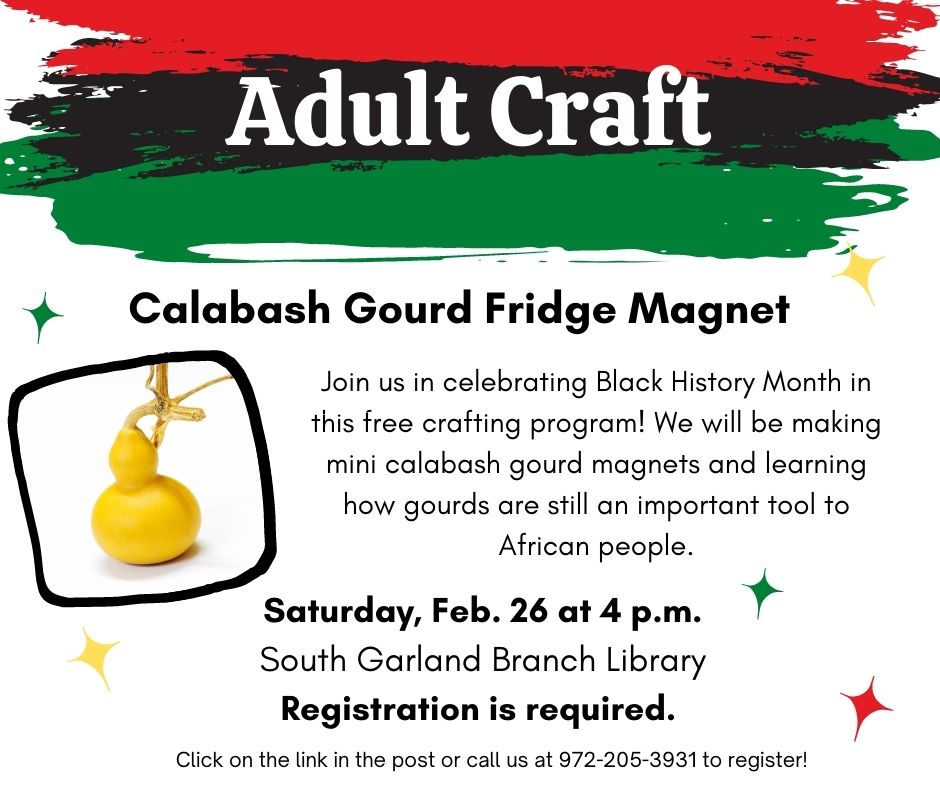 Adult Craft
Calabash Gourd Fridge Magnet
Join us in celebrating Black History Month in
this free crafting program! We will be making
mini calabash gourd magnets and learning
how gourds are still an important tool to
African people.
Saturday, Feb. 26 at 4 p.m.
South Garland Branch Library
Registration is required.
Click on the link in the post or call us at 972-205-3931 to register!